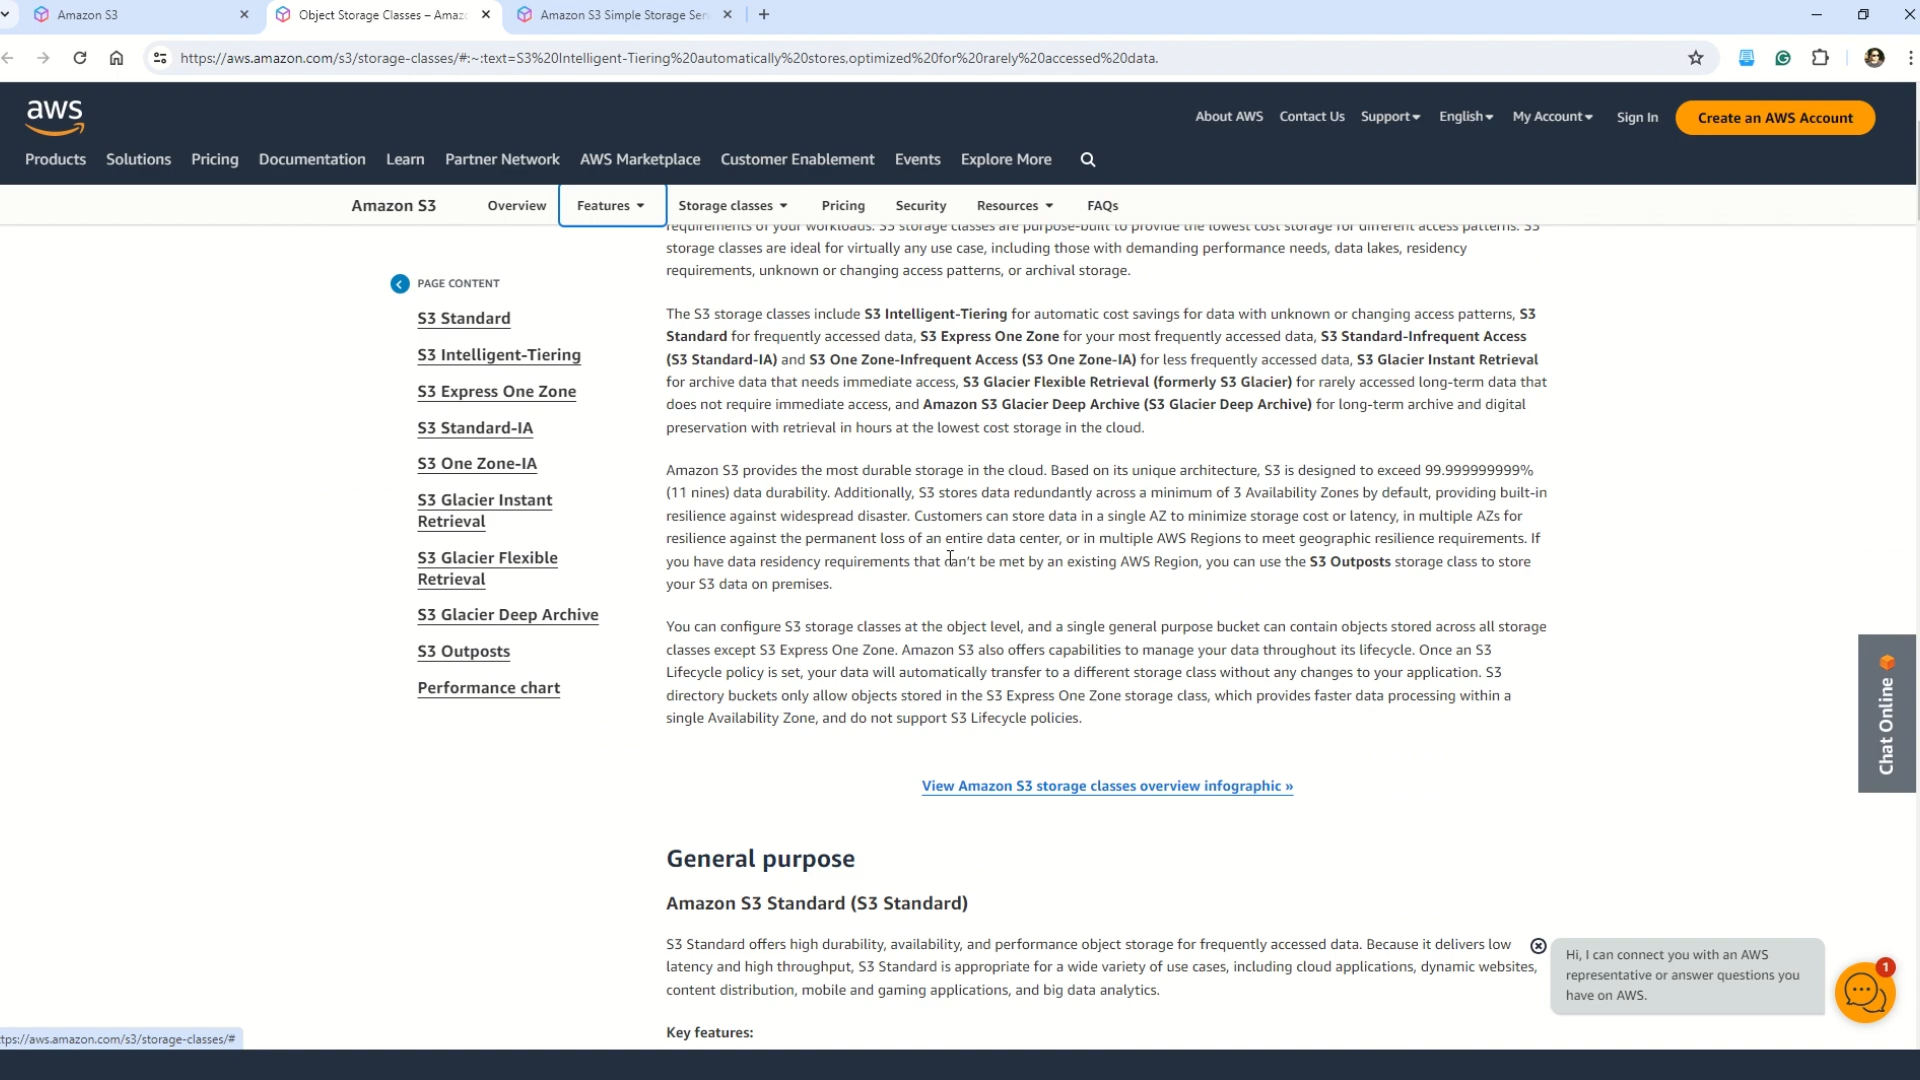 Amazon S3
Object Storage Classes – Amaz
Amazon S3 Simple Storage Ser
https://aws.amazon.com/s3/storage-classes/#:~:text=S3%20Intelligent-Tiering%20automatically%20stores,optimized%20for%20rarely%20accessed%20data.
aws
About AWS
Contact Us
Support
English
My Account
Sign In
Create an AWS Account
Products
Solutions
Pricing
Documentation
Learn
Partner Network
AWS Marketplace
Customer Enablement
Events
Explore More
Amazon S3
Overview
Features
Storage classes
Pricing
Security
Resources
FAQs
PAGE CONTENT
S3 Standard
S3 Intelligent-Tiering
S3 Express One Zone
S3 Standard-IA
S3 One Zone-IA
S3 Glacier Instant
Retrieval
S3 Glacier Flexible
Retrieval
S3 Glacier Deep Archive
S3 Outposts
Performance chart
requirements of your workloads. S3 storage classes are purpose-built to provide the lowest cost storage for different access patterns. S3
storage classes are ideal for virtually any use case, including those with demanding performance needs, data lakes, residency
requirements, unknown or changing access patterns, or archival storage.
The S3 storage classes include S3 Intelligent-Tiering for automatic cost savings for data with unknown or changing access patterns, S3
Standard for frequently accessed data, S3 Express One Zone for your most frequently accessed data, S3 Standard-Infrequent Access
(S3 Standard-IA) and S3 One Zone-Infrequent Access (S3 One Zone-IA) for less frequently accessed data, S3 Glacier Instant Retrieval
for archive data that needs immediate access, S3 Glacier Flexible Retrieval (formerly S3 Glacier) for rarely accessed long-term data that
does not require immediate access, and Amazon S3 Glacier Deep Archive (S3 Glacier Deep Archive) for long-term archive and digital
preservation with retrieval in hours at the lowest cost storage in the cloud.
Amazon S3 provides the most durable storage in the cloud. Based on its unique architecture, S3 is designed to exceed 99.999999999%
(11 nines) data durability. Additionally, S3 stores data redundantly across a minimum of 3 Availability Zones by default, providing built-in
resilience against widespread disaster. Customers can store data in a single AZ to minimize storage cost or latency, in multiple AZs for
resilience against the permanent loss of an entire data center, or in multiple AWS Regions to meet geographic resilience requirements. If
you have data residency requirements that can't be met by an existing AWS Region, you can use the S3 Outposts storage class to store
your S3 data on premises.
You can configure S3 storage classes at the object level, and a single general purpose bucket can contain objects stored across all storage
classes except S3 Express One Zone. Amazon S3 also offers capabilities to manage your data throughout its lifecycle. Once an S3
Lifecycle policy is set, your data will automatically transfer to a different storage class without any changes to your application. S3
directory buckets only allow objects stored in the S3 Express One Zone storage class, which provides faster data processing within a
single Availability Zone, and do not support S3 Lifecycle policies.
View Amazon S3 storage classes overview infographic »
General purpose
Amazon S3 Standard (S3 Standard)
S3 Standard offers high durability, availability, and performance object storage for frequently accessed data. Because it delivers low
latency and high throughput, S3 Standard is appropriate for a wide variety of use cases, including cloud applications, dynamic websites,
content distribution, mobile and gaming applications, and big data analytics.
Key features:
Chat Online
Hi, I can connect you with an AWS
representative or answer questions you
have on AWS.
1
ttps://aws.amazon.com/s3/storage-classes/#